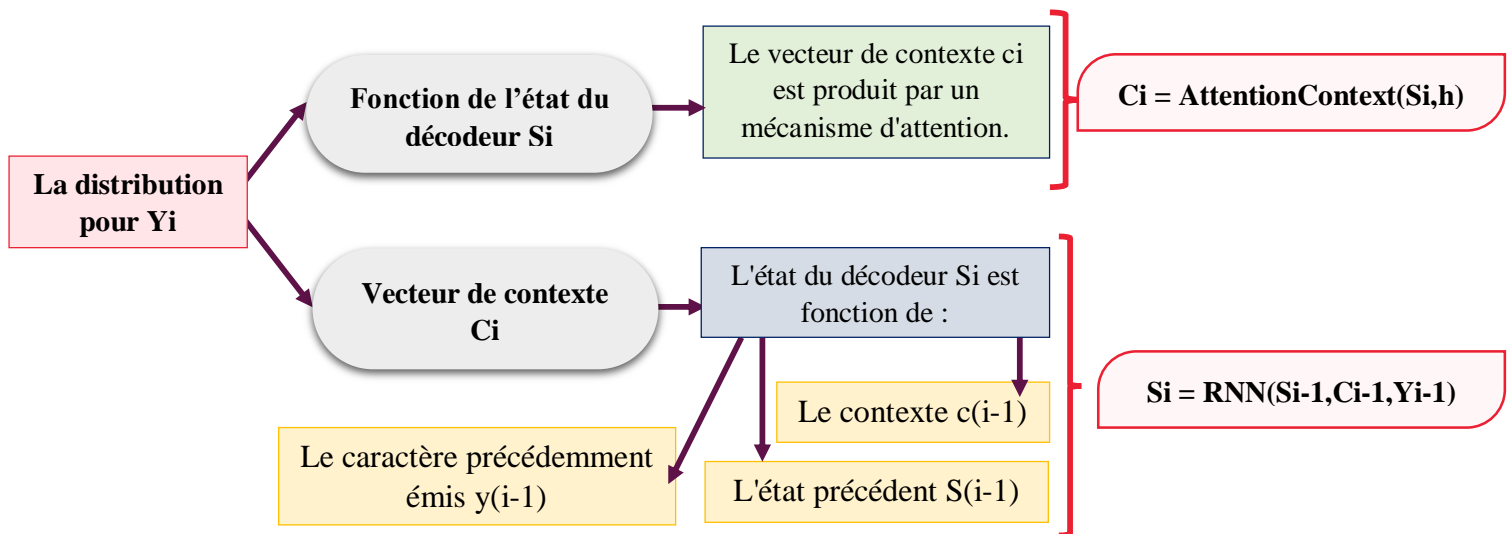 La distribution
pour Yi
Fonction de l’état du
décodeur Si
Le vecteur de contexte ci
est produit par un
mécanisme d'attention.
Ci = AttentionContext(Si,h)
Vecteur de contexte
Ci
L'état du décodeur Si est
fonction de :
Le contexte c(i-1)
Le caractère précédemment
émis y(i-1)
L'état précédent S(i-1)
Si = RNN(Si-1,Ci-1,Yi-1)